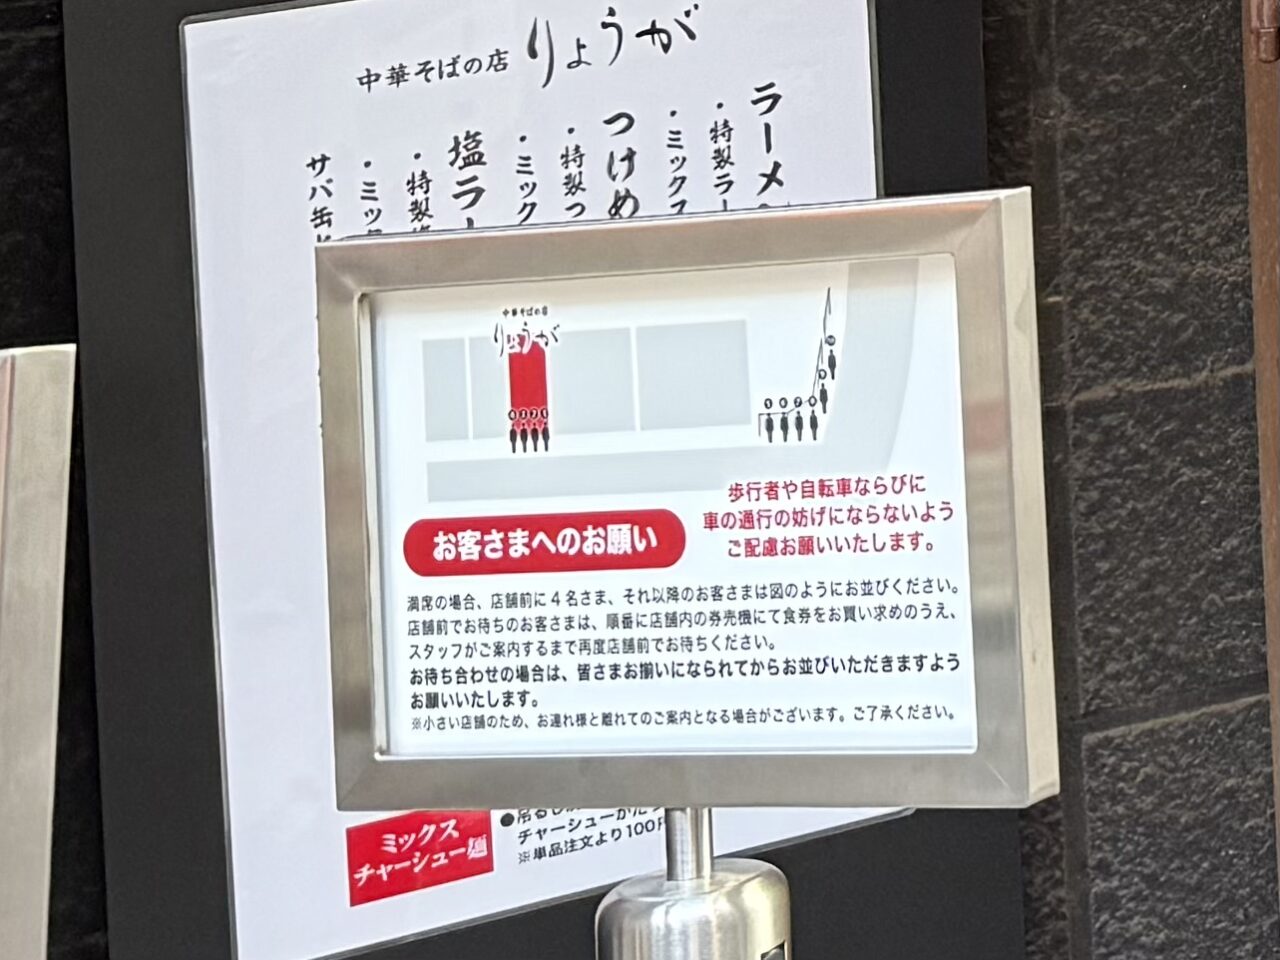 中華そばの店 りょうが
ラーメ
・特製ラー
・ミックス
つけめ
・特製つ
・ミック
塩ラー
・特製塩
・ミッ
サバ缶
中華そばの店
りょうが
4 3 2 1
5 6 7 8
9
10
歩行者や自転車ならびに
車の通行の妨げにならないよう
ご配慮お願いいたします。
お客さまへのお願い
満席の場合、店舗前に4名さま、それ以降のお客さまは図のようにお並びください。
店舗前でお待ちのお客さまは、順番に店舗内の券売機にて食券をお買い求めのうえ、
スタッフがご案内するまで再度店舗前でお待ちください。
お待ち合わせの場合は、皆さまお揃いになられてからお並びいただきますよう
お願いいたします。
※小さい店舗のため、お連れ様と離れてのご案内となる場合がございます。ご了承ください。
ミックス
チャーシュー麺
チャーシューが
※単品注文より100円